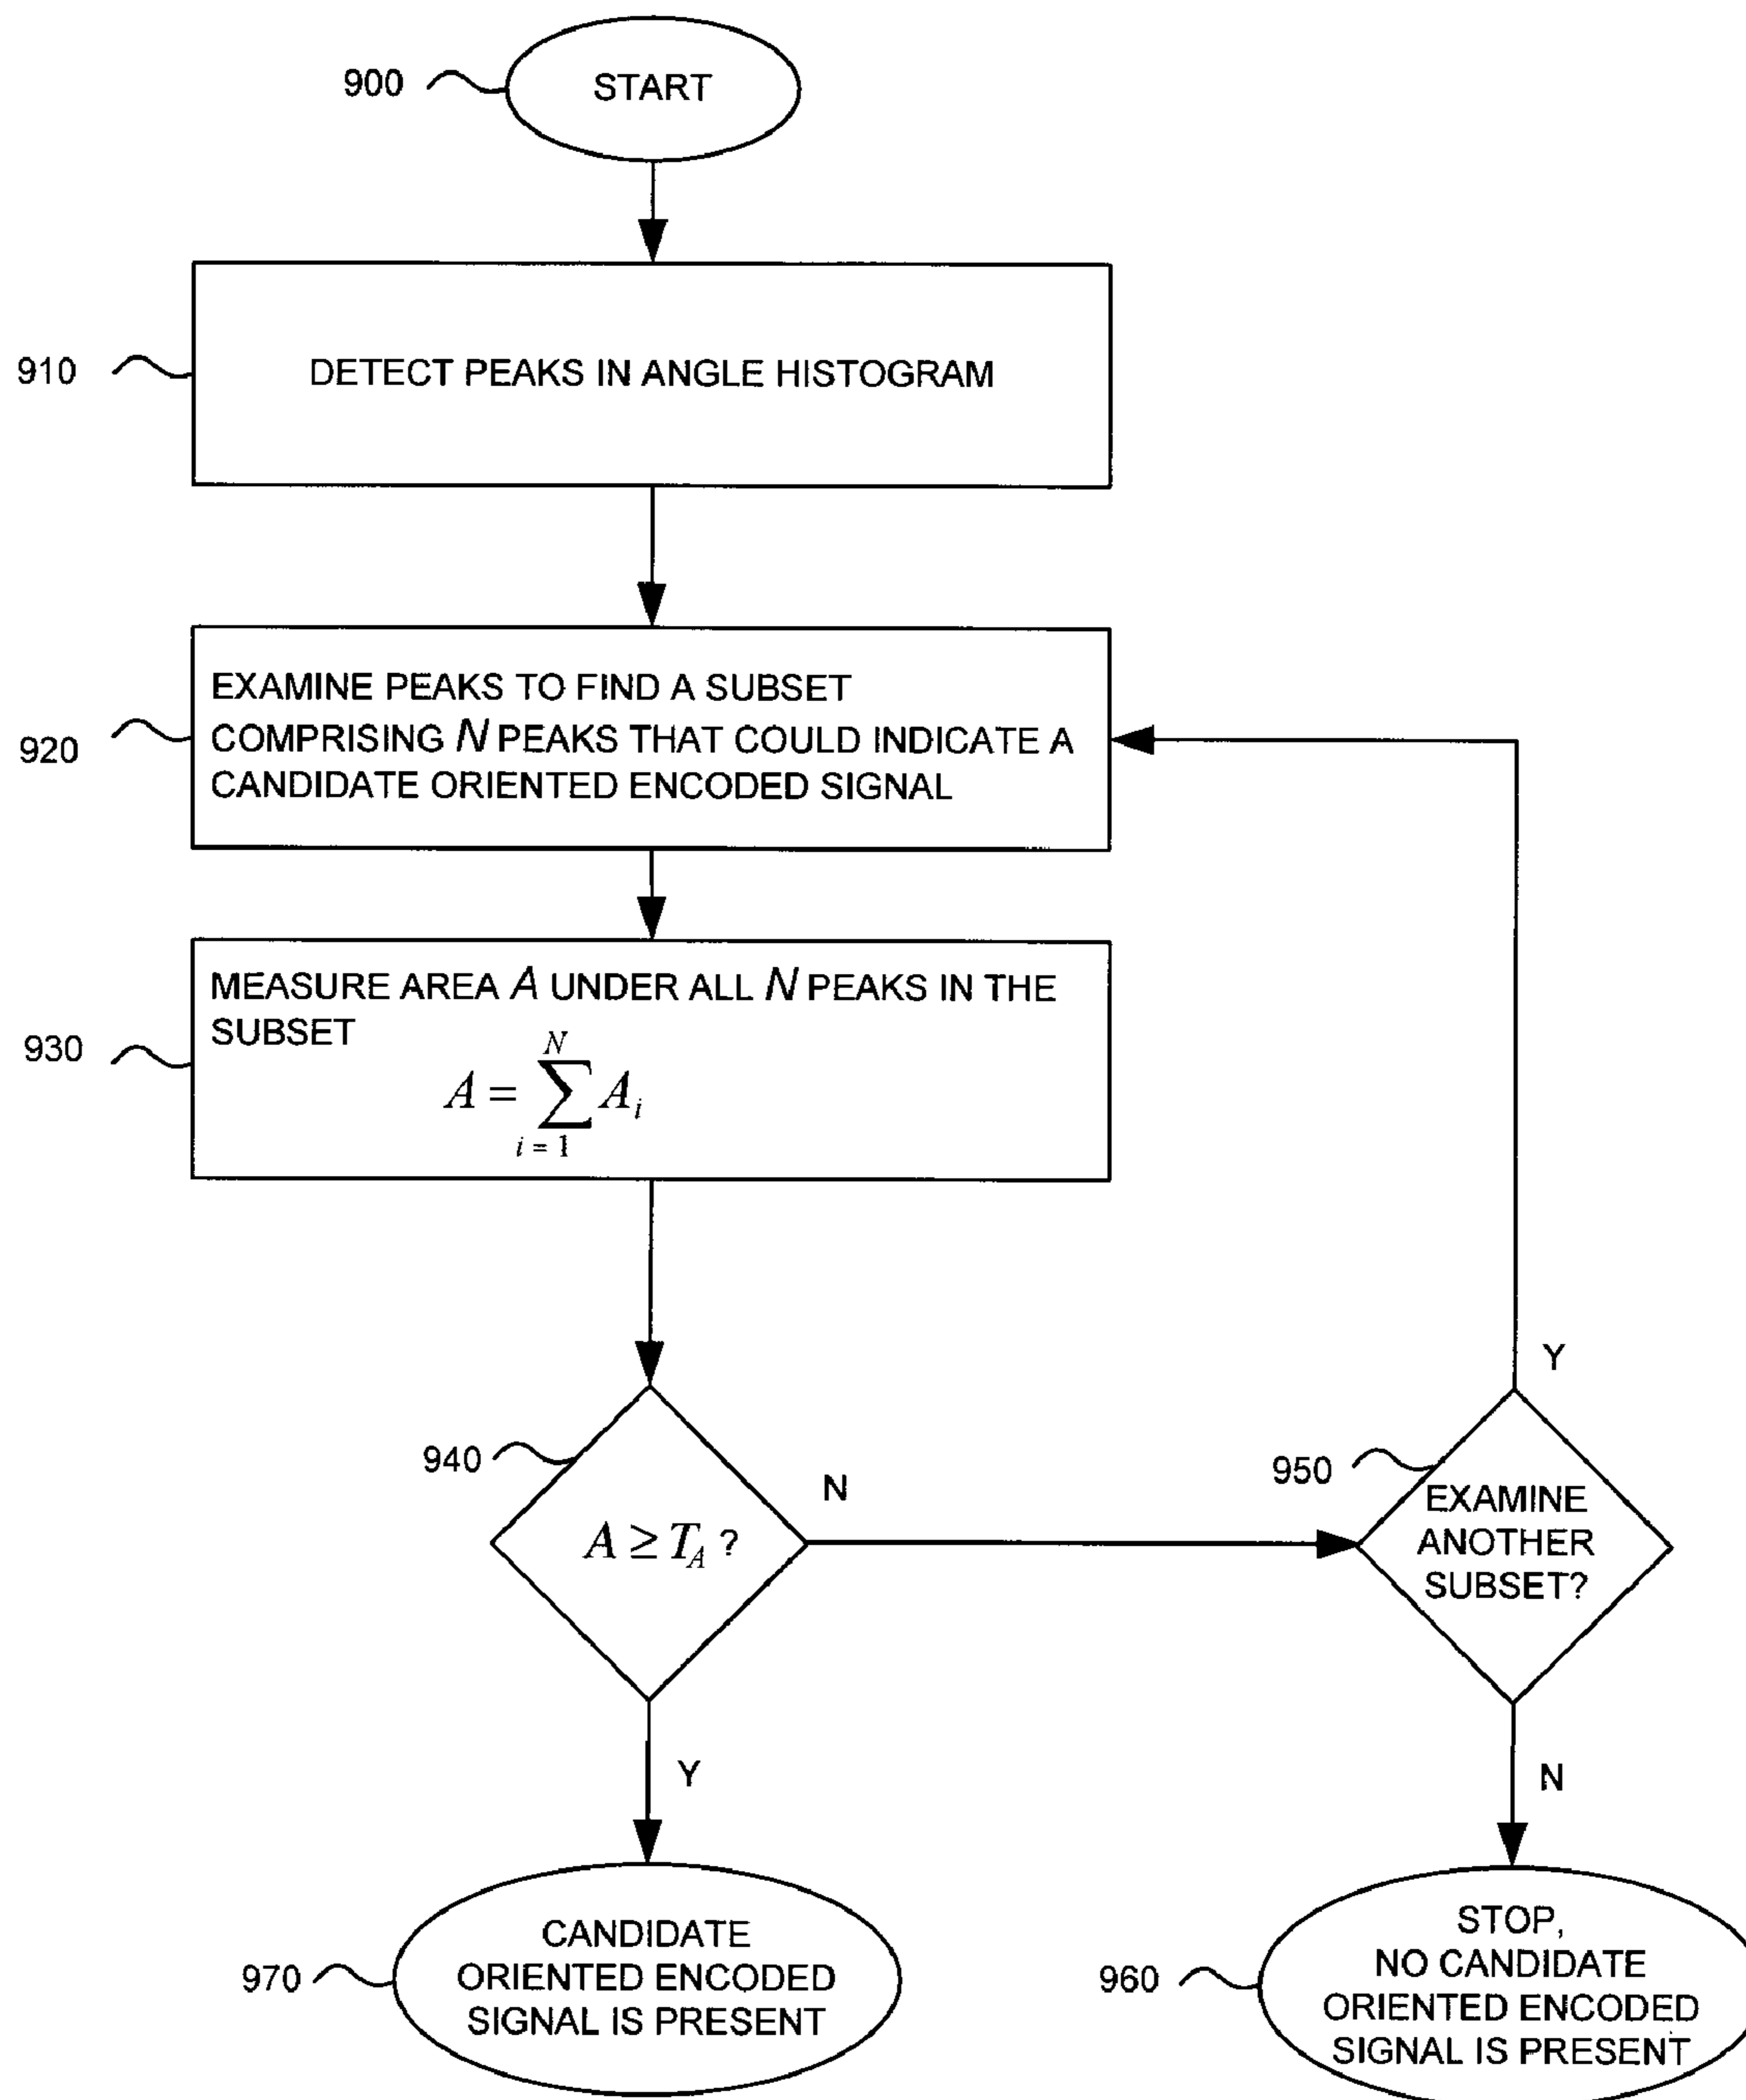 900
START
910
DETECT PEAKS IN ANGLE HISTOGRAM
920
EXAMINE PEAKS TO FIND A SUBSET
COMPRISING N PEAKS THAT COULD INDICATE A
CANDIDATE ORIENTED ENCODED SIGNAL
930
MEASURE AREA A UNDER ALL N PEAKS IN THE
SUBSET
A = \sum_{i = 1}^{N} A_i
Y
940
A ≥ T_A ?
N
950
EXAMINE
ANOTHER
SUBSET?
Y
N
970
CANDIDATE
ORIENTED ENCODED
SIGNAL IS PRESENT
960
STOP,
NO CANDIDATE
ORIENTED ENCODED
SIGNAL IS PRESENT